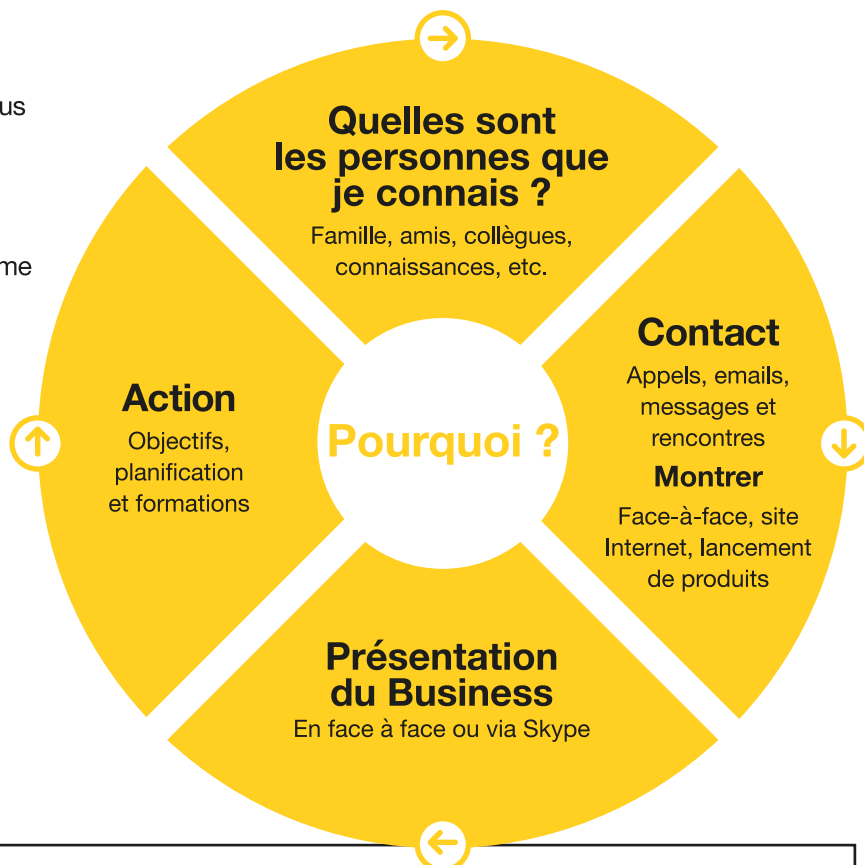 us
me
Quelles sont
les personnes que
je connais ?
Famille, amis, collègues,
connaissances, etc.
Contact
Appels, emails,
messages et
rencontres
Montrer
Face-à-face, site
Internet, lancement
de produits
Présentation
du Business
En face à face ou via Skype
Action
Objectifs,
planification
et formations
Pourquoi ?